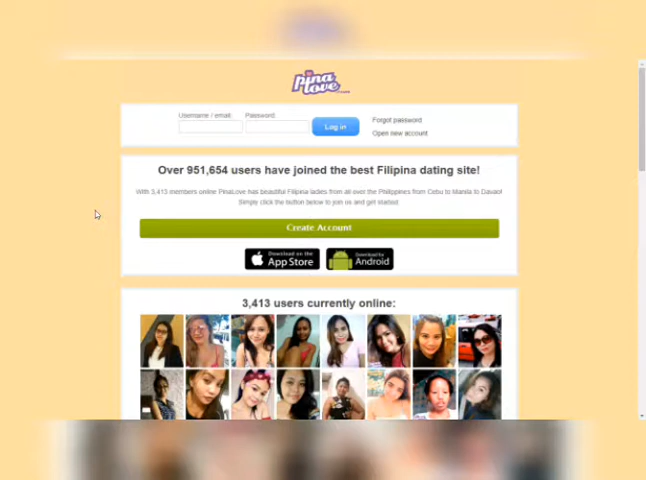 pina
love
Username / email:
Password:
Log in
Forgot password
Open new account
Over 951,654 users have joined the best Filipina dating site!
With 3,413 members online PinaLove has beautiful Filipina ladies from all over the Philippines from Cebu to Manila to Davao!
Simply click the button below to join us and get started
Create Account
Download on the
App Store
Download for
Android
3,413 users currently online: